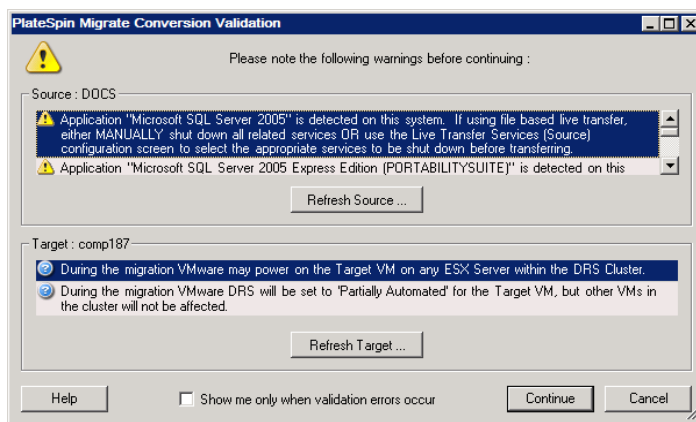 PlateSpin Migrate Conversion Validation
Please note the following warnings before continuing :
Source : DOCS
Application "Microsoft SQL Server 2005" is detected on this system. If using file based live transfer,
either MANUALLY shut down all related services OR use the Live Transfer Services (Source)
configuration screen to select the appropriate services to be shut down before transferring.
Application "Microsoft SQL Server 2005 Express Edition (PORTABILITYSUITE)" is detected on this
Refresh Source ...
Target : comp187
During the migration VMware may power on the Target VM on any ESX Server within the DRS Cluster.
During the migration VMware DRS will be set to 'Partially Automated' for the Target VM, but other VMs in
the cluster will not be affected.
Refresh Target ...
Help
Show me only when validation errors occur
Continue
Cancel